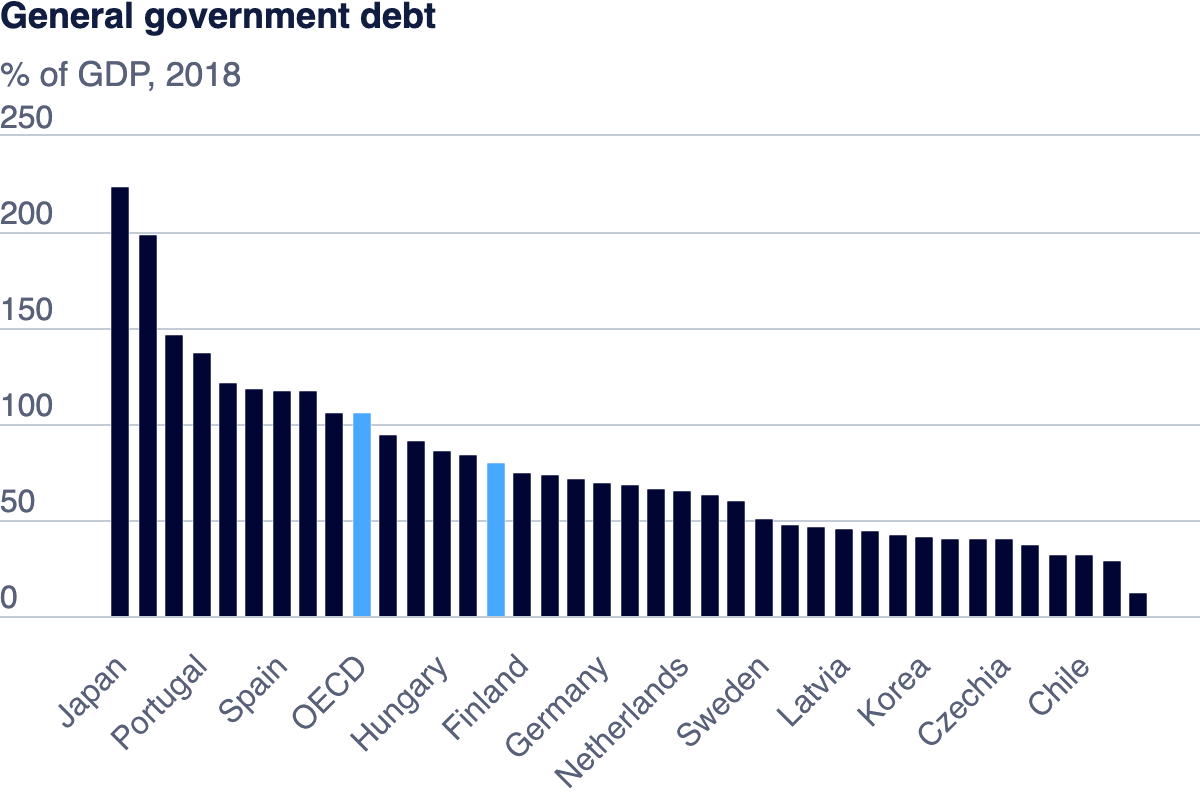 General government debt
% of GDP, 2018
250
200
150
100
50
0
Japan
Portugal
Spain
OECD
Hungary
Finland
Germany
Netherlands
Sweden
Latvia
Korea
Czechia
Chile